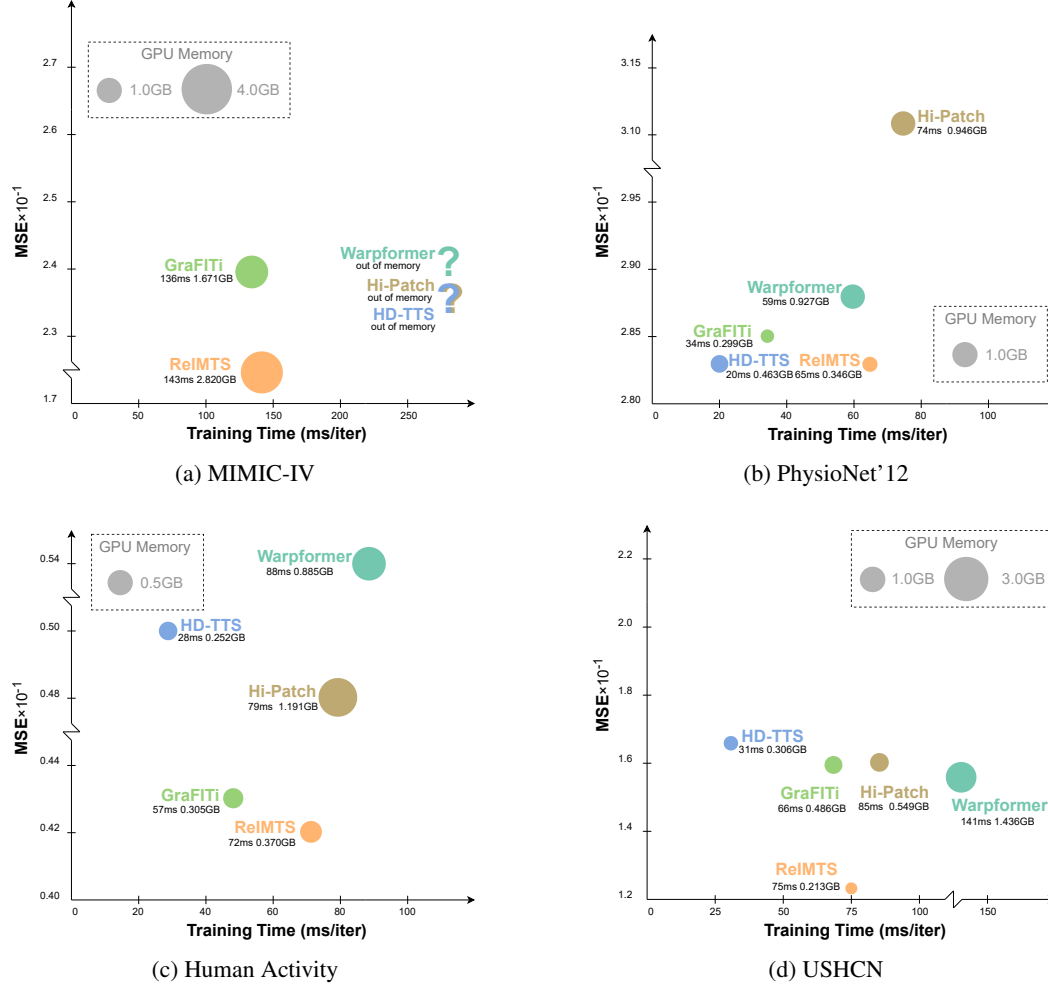 GPU Memory
1.0GB
4.0GB
2.7
2.6
2.5
2.4
2.3
1.7
MSE×10⁻¹
GraFITi
136ms 1.671GB
Warpformer
out of memory
?
Hi-Patch
out of memory
?
HD-TTS
out of memory
?
ReIMTS
143ms 2.820GB
0 50 100 150 200 250
Training Time (ms/iter)
(a) MIMIC-IV
3.15
3.10
2.95
2.90
2.85
2.80
MSE×10⁻¹
Hi-Patch
74ms 0.946GB
Warpformer
59ms 0.927GB
GraFITi
34ms 0.299GB
HD-TTS
20ms 0.463GB
ReIMTS
65ms 0.346GB
GPU Memory
1.0GB
0 20 40 60 80 100
Training Time (ms/iter)
(b) PhysioNet'12
GPU Memory
0.5GB
0.54
0.50
0.48
0.44
0.42
0.40
MSE×10⁻¹
Warpformer
88ms 0.885GB
HD-TTS
28ms 0.252GB
Hi-Patch
79ms 1.191GB
GraFITi
57ms 0.305GB
ReIMTS
72ms 0.370GB
0 20 40 60 80 100
Training Time (ms/iter)
(c) Human Activity
GPU Memory
1.0GB
3.0GB
2.2
2.0
1.8
1.6
1.4
1.2
MSE×10⁻¹
HD-TTS
31ms 0.306GB
GraFITi
66ms 0.486GB
Hi-Patch
85ms 0.549GB
Warpformer
141ms 1.436GB
ReIMTS
75ms 0.213GB
0 25 50 75 100 150
Training Time (ms/iter)
(d) USHCN